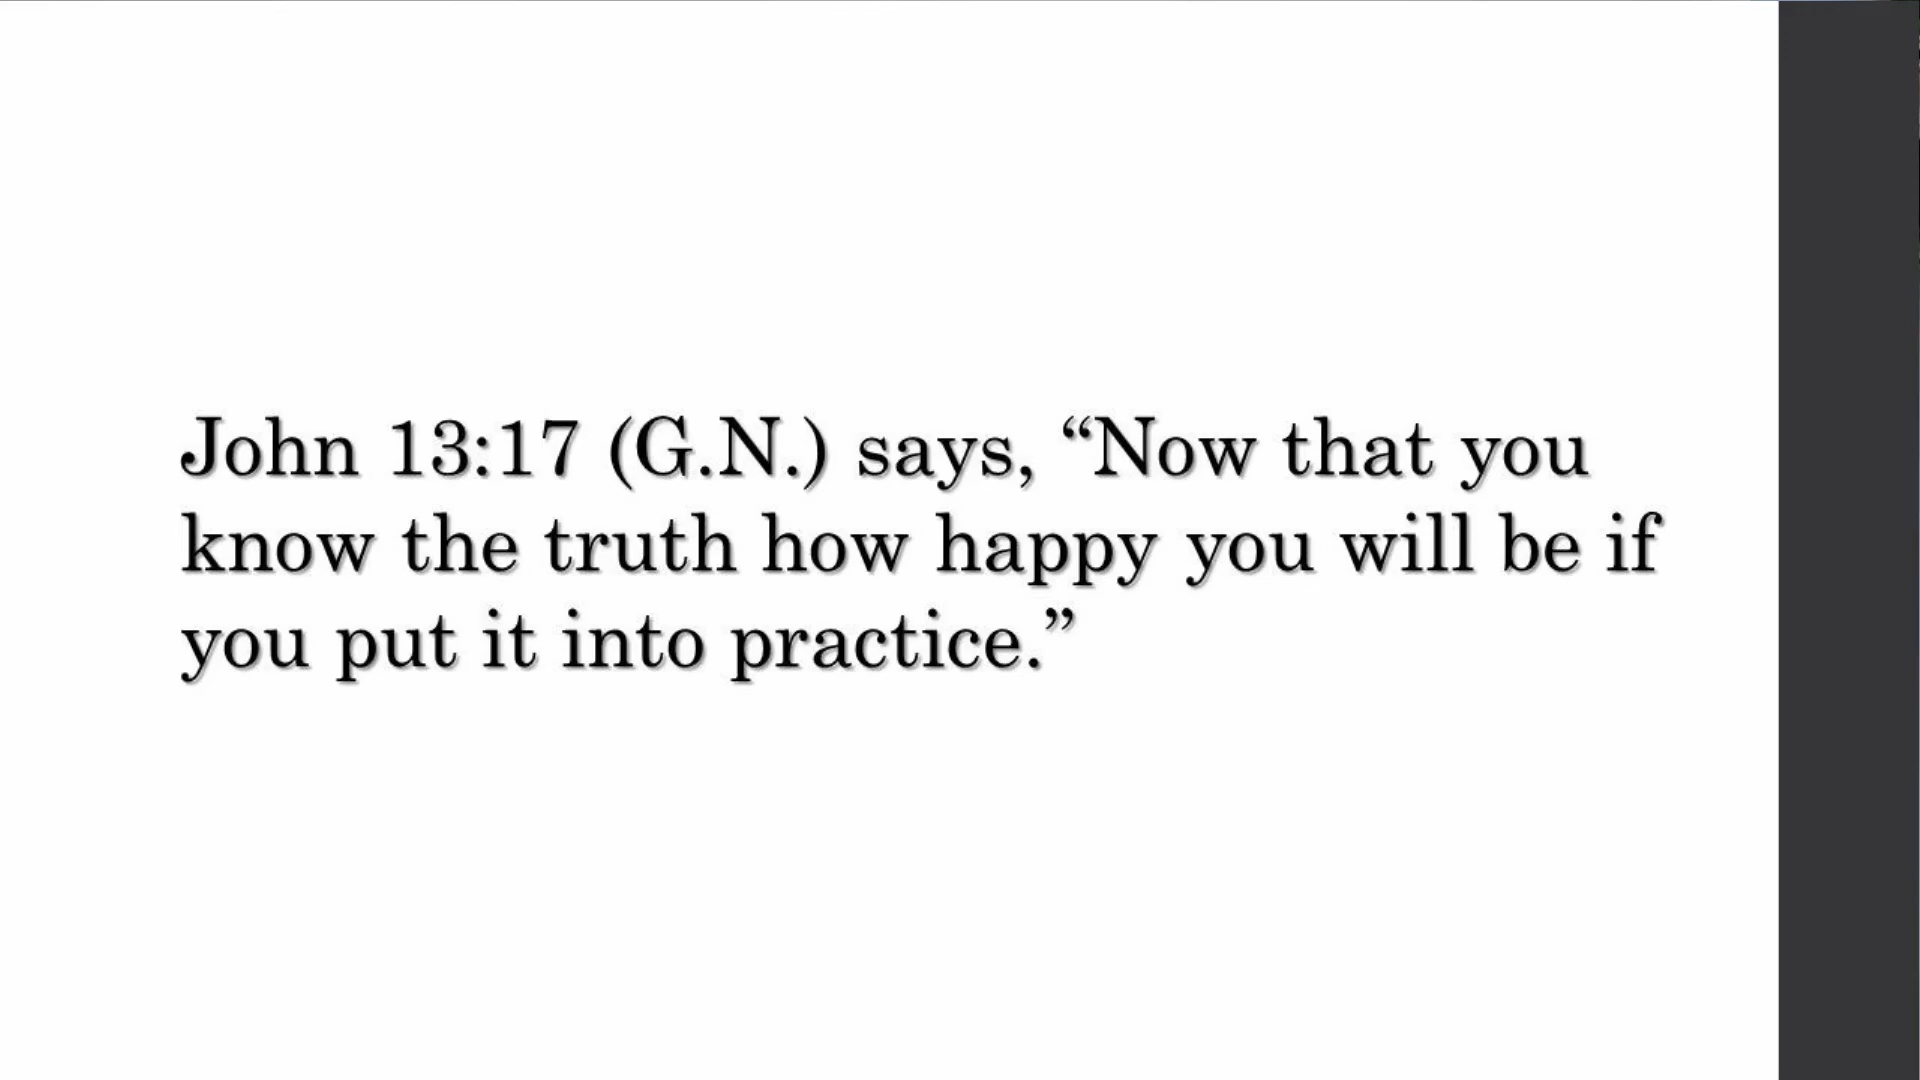 John 13:17 (G.N.) says, “Now that you
know the truth how happy you will be if
you put it into practice.”